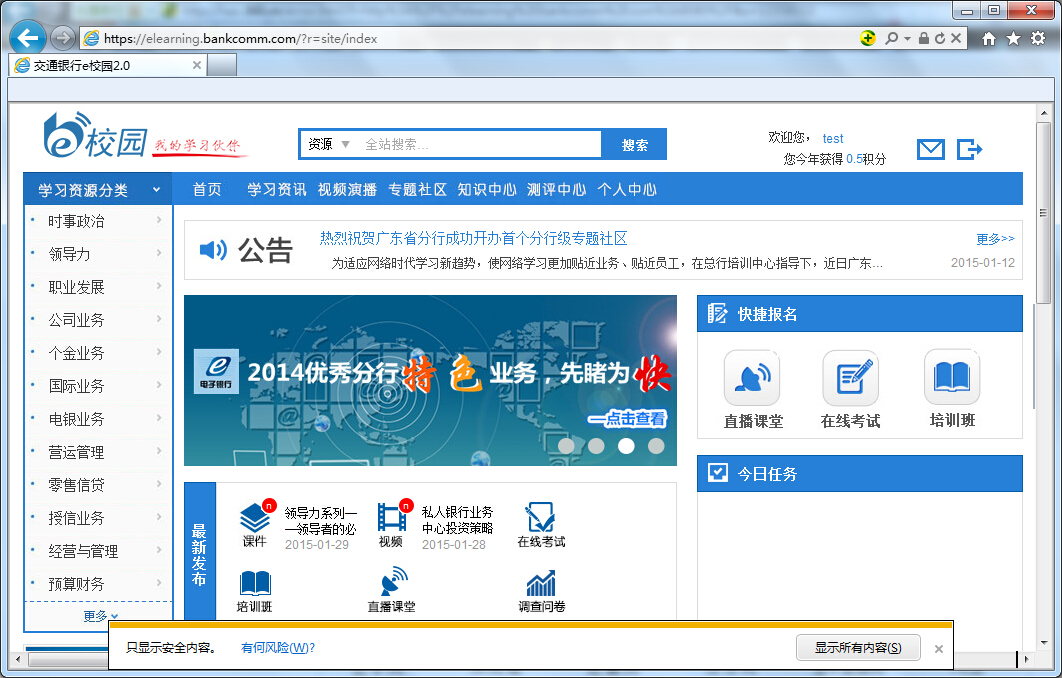 https://elearning.bankcomm.com/?r=site/index
交通银行e校园2.0
e校园 我的学习伙伴
资源 全站搜索... 搜索
欢迎您， test
您今年获得 0.5积分
学习资源分类 首页 学习资讯 视频演播 专题社区 知识中心 测评中心 个人中心
时事政治
领导力
职业发展
公司业务
个金业务
国际业务
电银业务
营运管理
零售信贷
授信业务
经营与管理
预算财务
更多
公告
热烈祝贺广东省分行成功开办首个分行级专题社区 更多>>
为适应网络时代学习新趋势，使网络学习更加贴近业务、贴近员工，在总行培训中心指导下，近日广东... 2015-01-12
e 电子银行
2014优秀分行特色业务，先睹为快
—点击查看
快捷报名
直播课堂 在线考试 培训班
今日任务
最新发布
n 课件
领导力系列—
—领导者的必
2015-01-29
n 视频
私人银行业务
中心投资策略
2015-01-28
在线考试
培训班 直播课堂 调查问卷
只显示安全内容。 有何风险(W)? 显示所有内容(S)